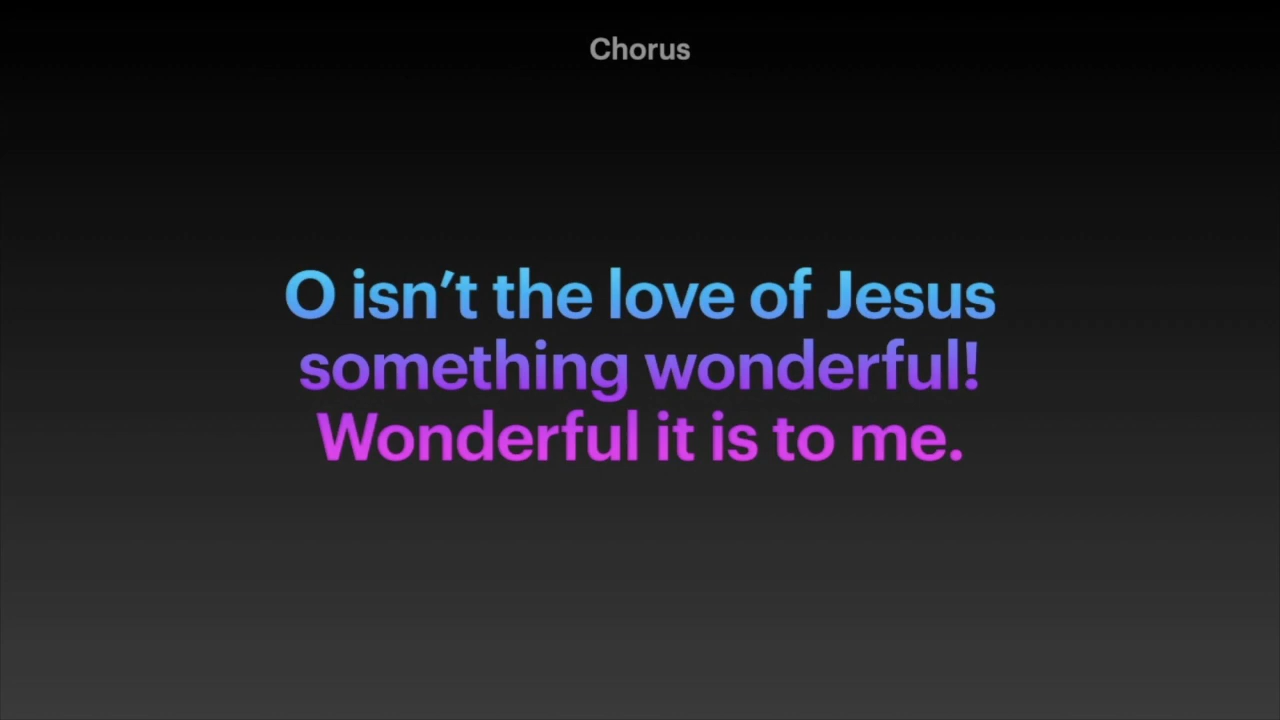 Chorus
O isn’t the love of Jesus
something wonderful!
Wonderful it is to me.